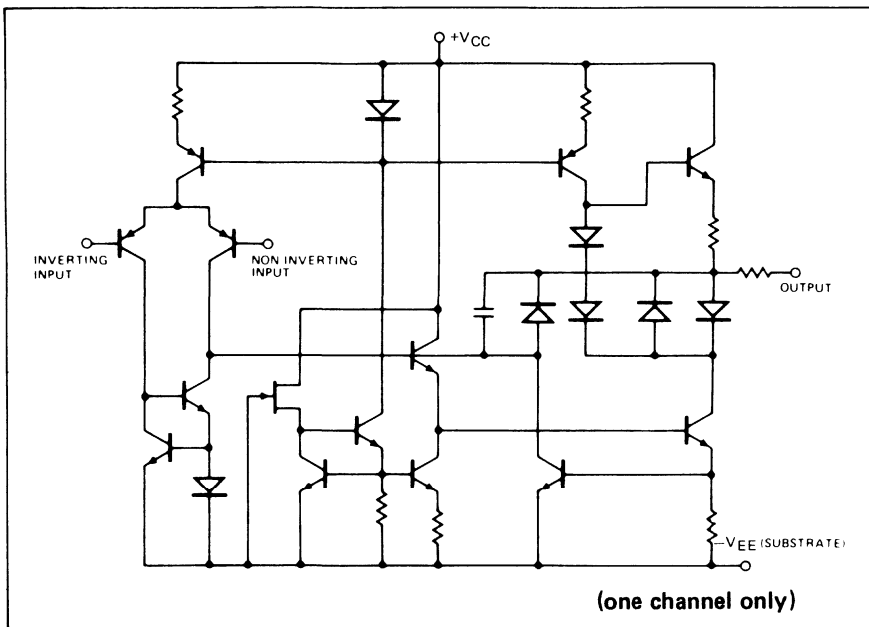 +VCC
INVERTING
INPUT
NON INVERTING
INPUT
OUTPUT
-VEE (SUBSTRATE)
(one channel only)